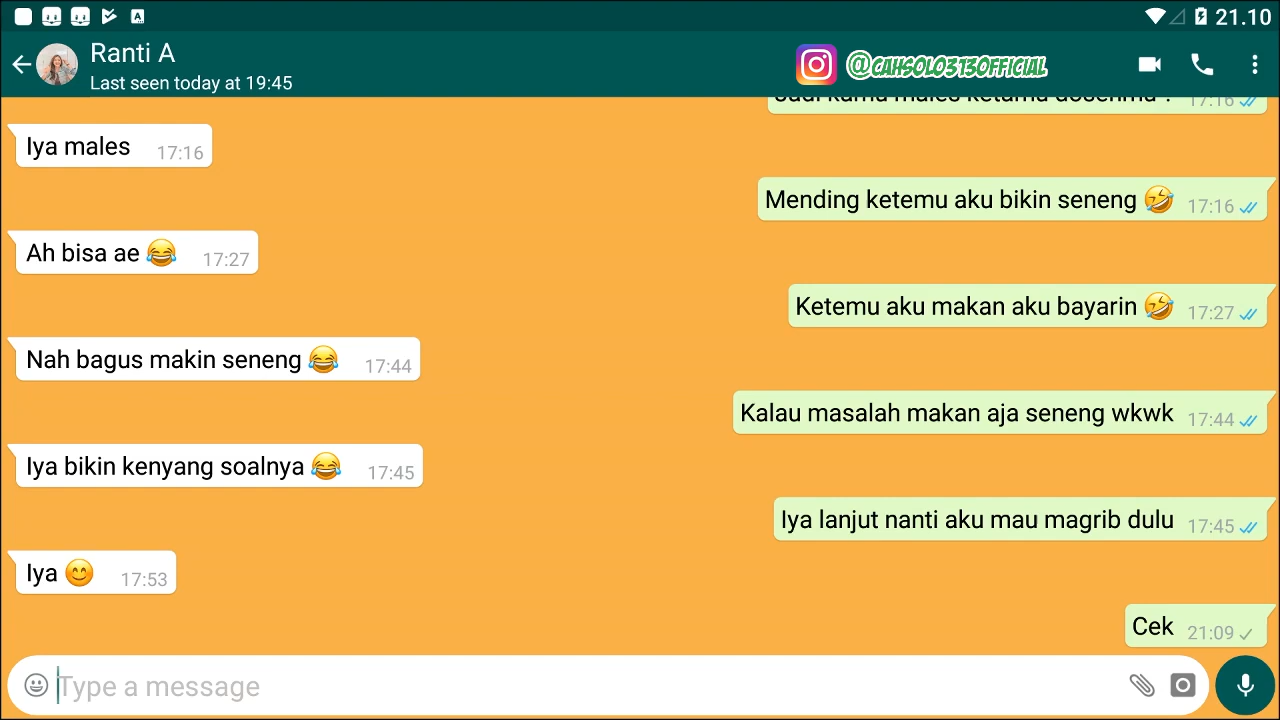 21.10
Ranti A
Last seen today at 19:45
@CAHSOLO313OFFICIAL
17:16
Iya males 17:16
Mending ketemu aku bikin seneng 🤣 17:16
Ah bisa ae 😂 17:27
Ketemu aku makan aku bayarin 🤣 17:27
Nah bagus makin seneng 😂 17:44
Kalau masalah makan aja seneng wkwk 17:44
Iya bikin kenyang soalnya 😂 17:45
Iya lanjut nanti aku mau magrib dulu 17:45
Iya 😊 17:53
Cek 21:09
Type a message